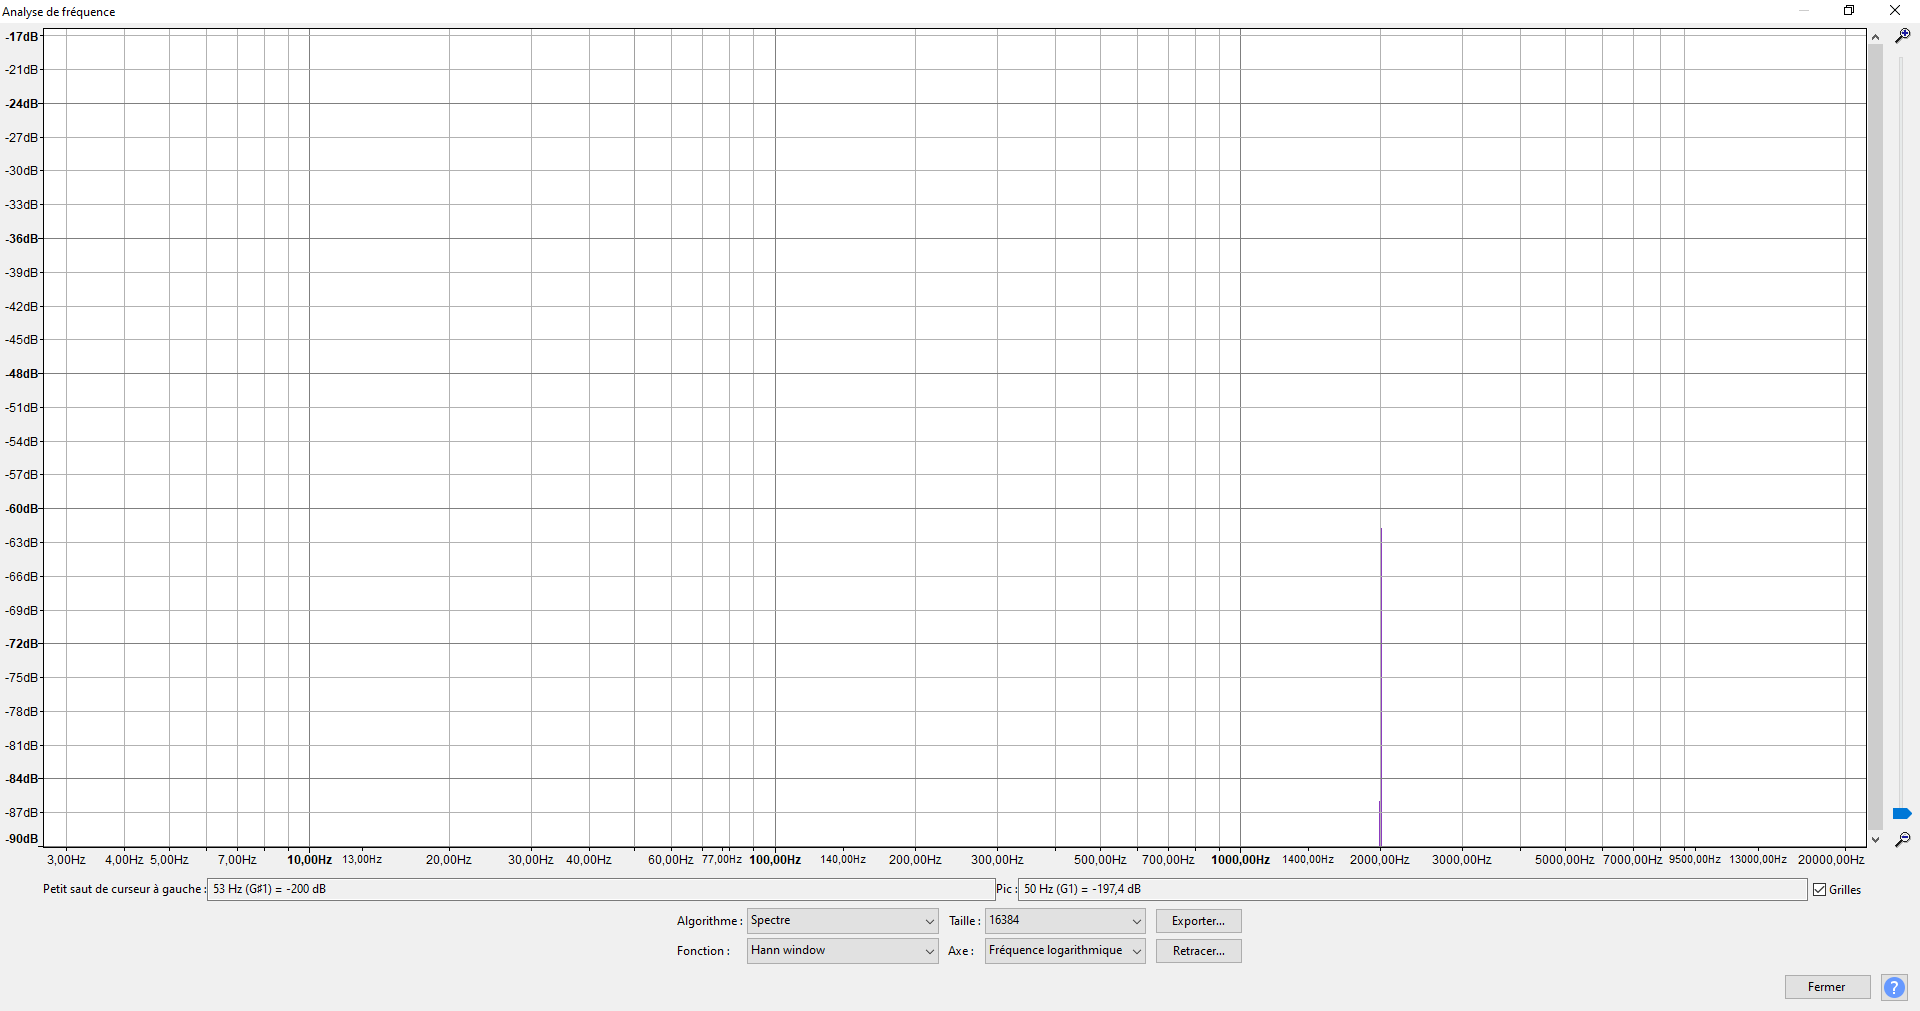 Analyse de fréquence
-17dB
-21dB
-24dB
-27dB
-30dB
-33dB
-36dB
-39dB
-42dB
-45dB
-48dB
-51dB
-54dB
-57dB
-60dB
-63dB
-66dB
-69dB
-72dB
-75dB
-78dB
-81dB
-84dB
-87dB
-90dB
3,00Hz 4,00Hz 5,00Hz 7,00Hz 10,00Hz 13,00Hz 20,00Hz 30,00Hz 40,00Hz 60,00Hz 77,00Hz 100,00Hz 140,00Hz 200,00Hz 300,00Hz 500,00Hz 700,00Hz 1000,00Hz 1400,00Hz 2000,00Hz 3000,00Hz 5000,00Hz 7000,00Hz 9500,00Hz 13000,00Hz 20000,00Hz
Petit saut de curseur à gauche : 53 Hz (G♯1) = -200 dB Pic : 50 Hz (G1) = -197,4 dB Grilles
Algorithme : Spectre Taille : 16384 Exporter...
Fonction : Hann window Axe : Fréquence logarithmique Retracer...
Fermer ?